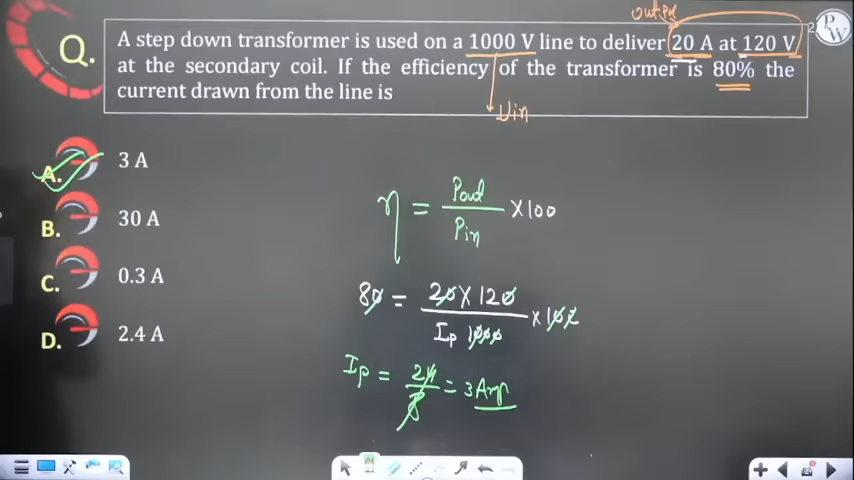 output
Q. A step down transformer is used on a 1000 V line to deliver 20 A at 120 V
at the secondary coil. If the efficiency of the transformer is 80% the
current drawn from the line is
Vin
A. 3 A
B. 30 A
C. 0.3 A
D. 2.4 A
η = Pout / Pin × 100
80 = 20 × 120 / Ip 1000 × 100
Ip = 24 / 8 = 3 Amp
PW
2